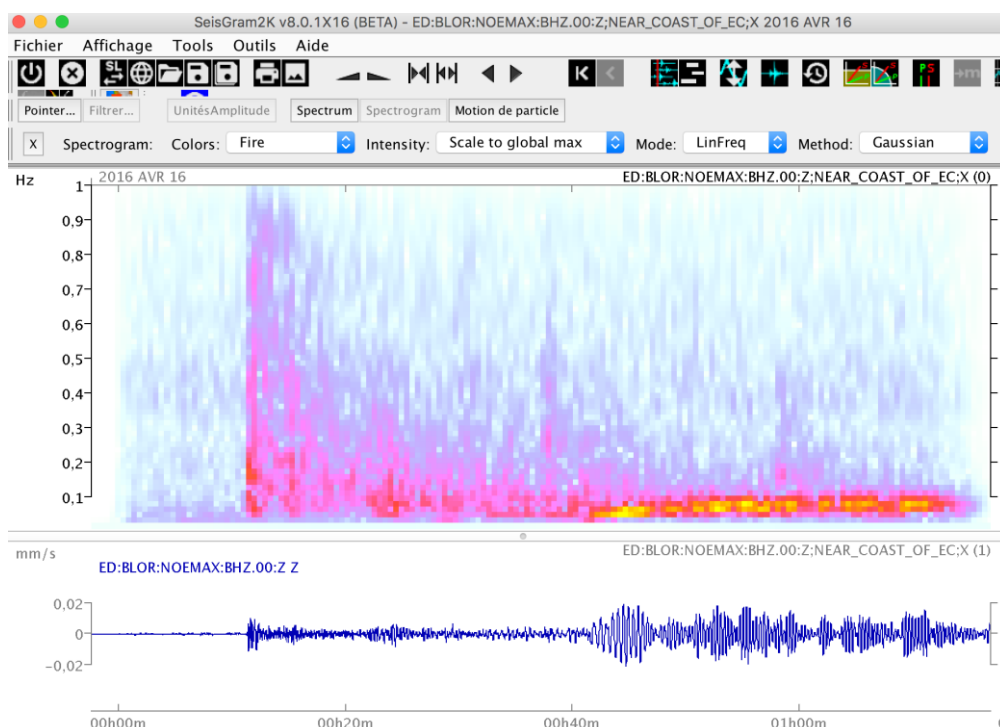 SeisGram2K v8.0.1X16 (BETA) - ED:BLOR:NOEMAX:BHZ.00:Z;NEAR_COAST_OF_EC;X 2016 AVR 16
Fichier Affichage Tools Outils Aide
SL
PS
→m
Pointer... Filtrer... UnitésAmplitude Spectrum Spectrogram Motion de particle
X Spectrogram: Colors: Fire Intensity: Scale to global max Mode: LinFreq Method: Gaussian
Hz 2016 AVR 16 ED:BLOR:NOEMAX:BHZ.00:Z;NEAR_COAST_OF_EC;X (0)
1
0,9
0,8
0,7
0,6
0,5
0,4
0,3
0,2
0,1
mm/s ED:BLOR:NOEMAX:BHZ.00:Z;NEAR_COAST_OF_EC;X (1)
ED:BLOR:NOEMAX:BHZ.00:Z Z
0,02
0
-0,02
00h00m 00h20m 00h40m 01h00m